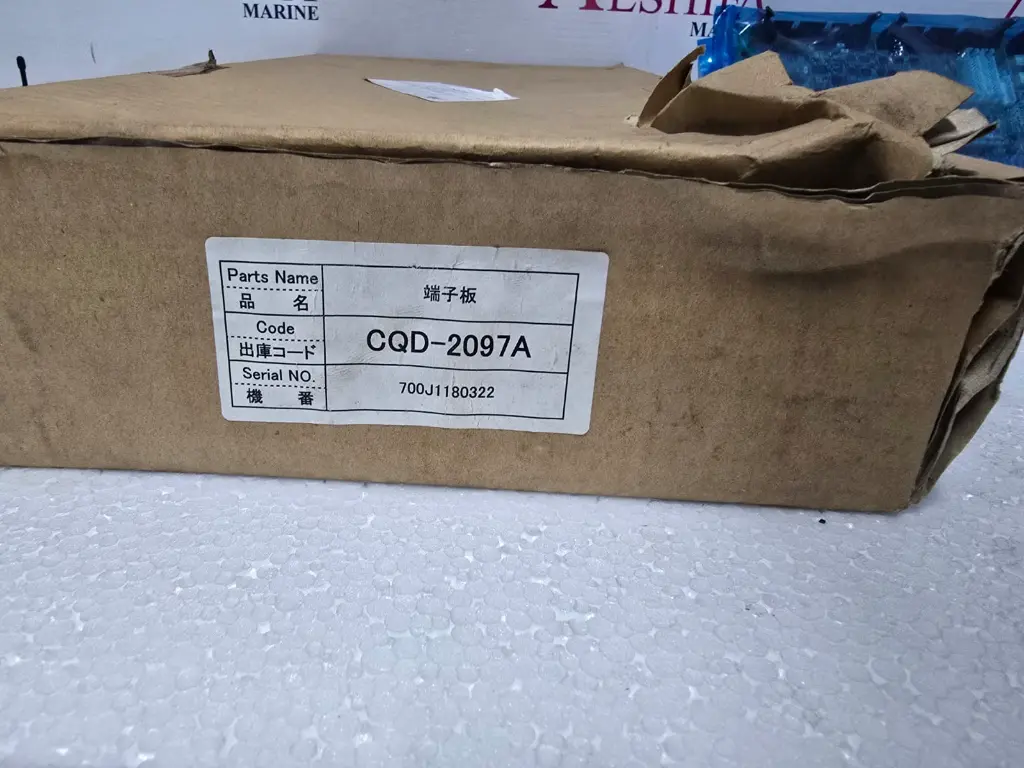 MARINE
ALSHIFA
Parts Name
品 名
端子板
Code
出庫コード
CQD-2097A
Serial NO.
機 番
700J1180322